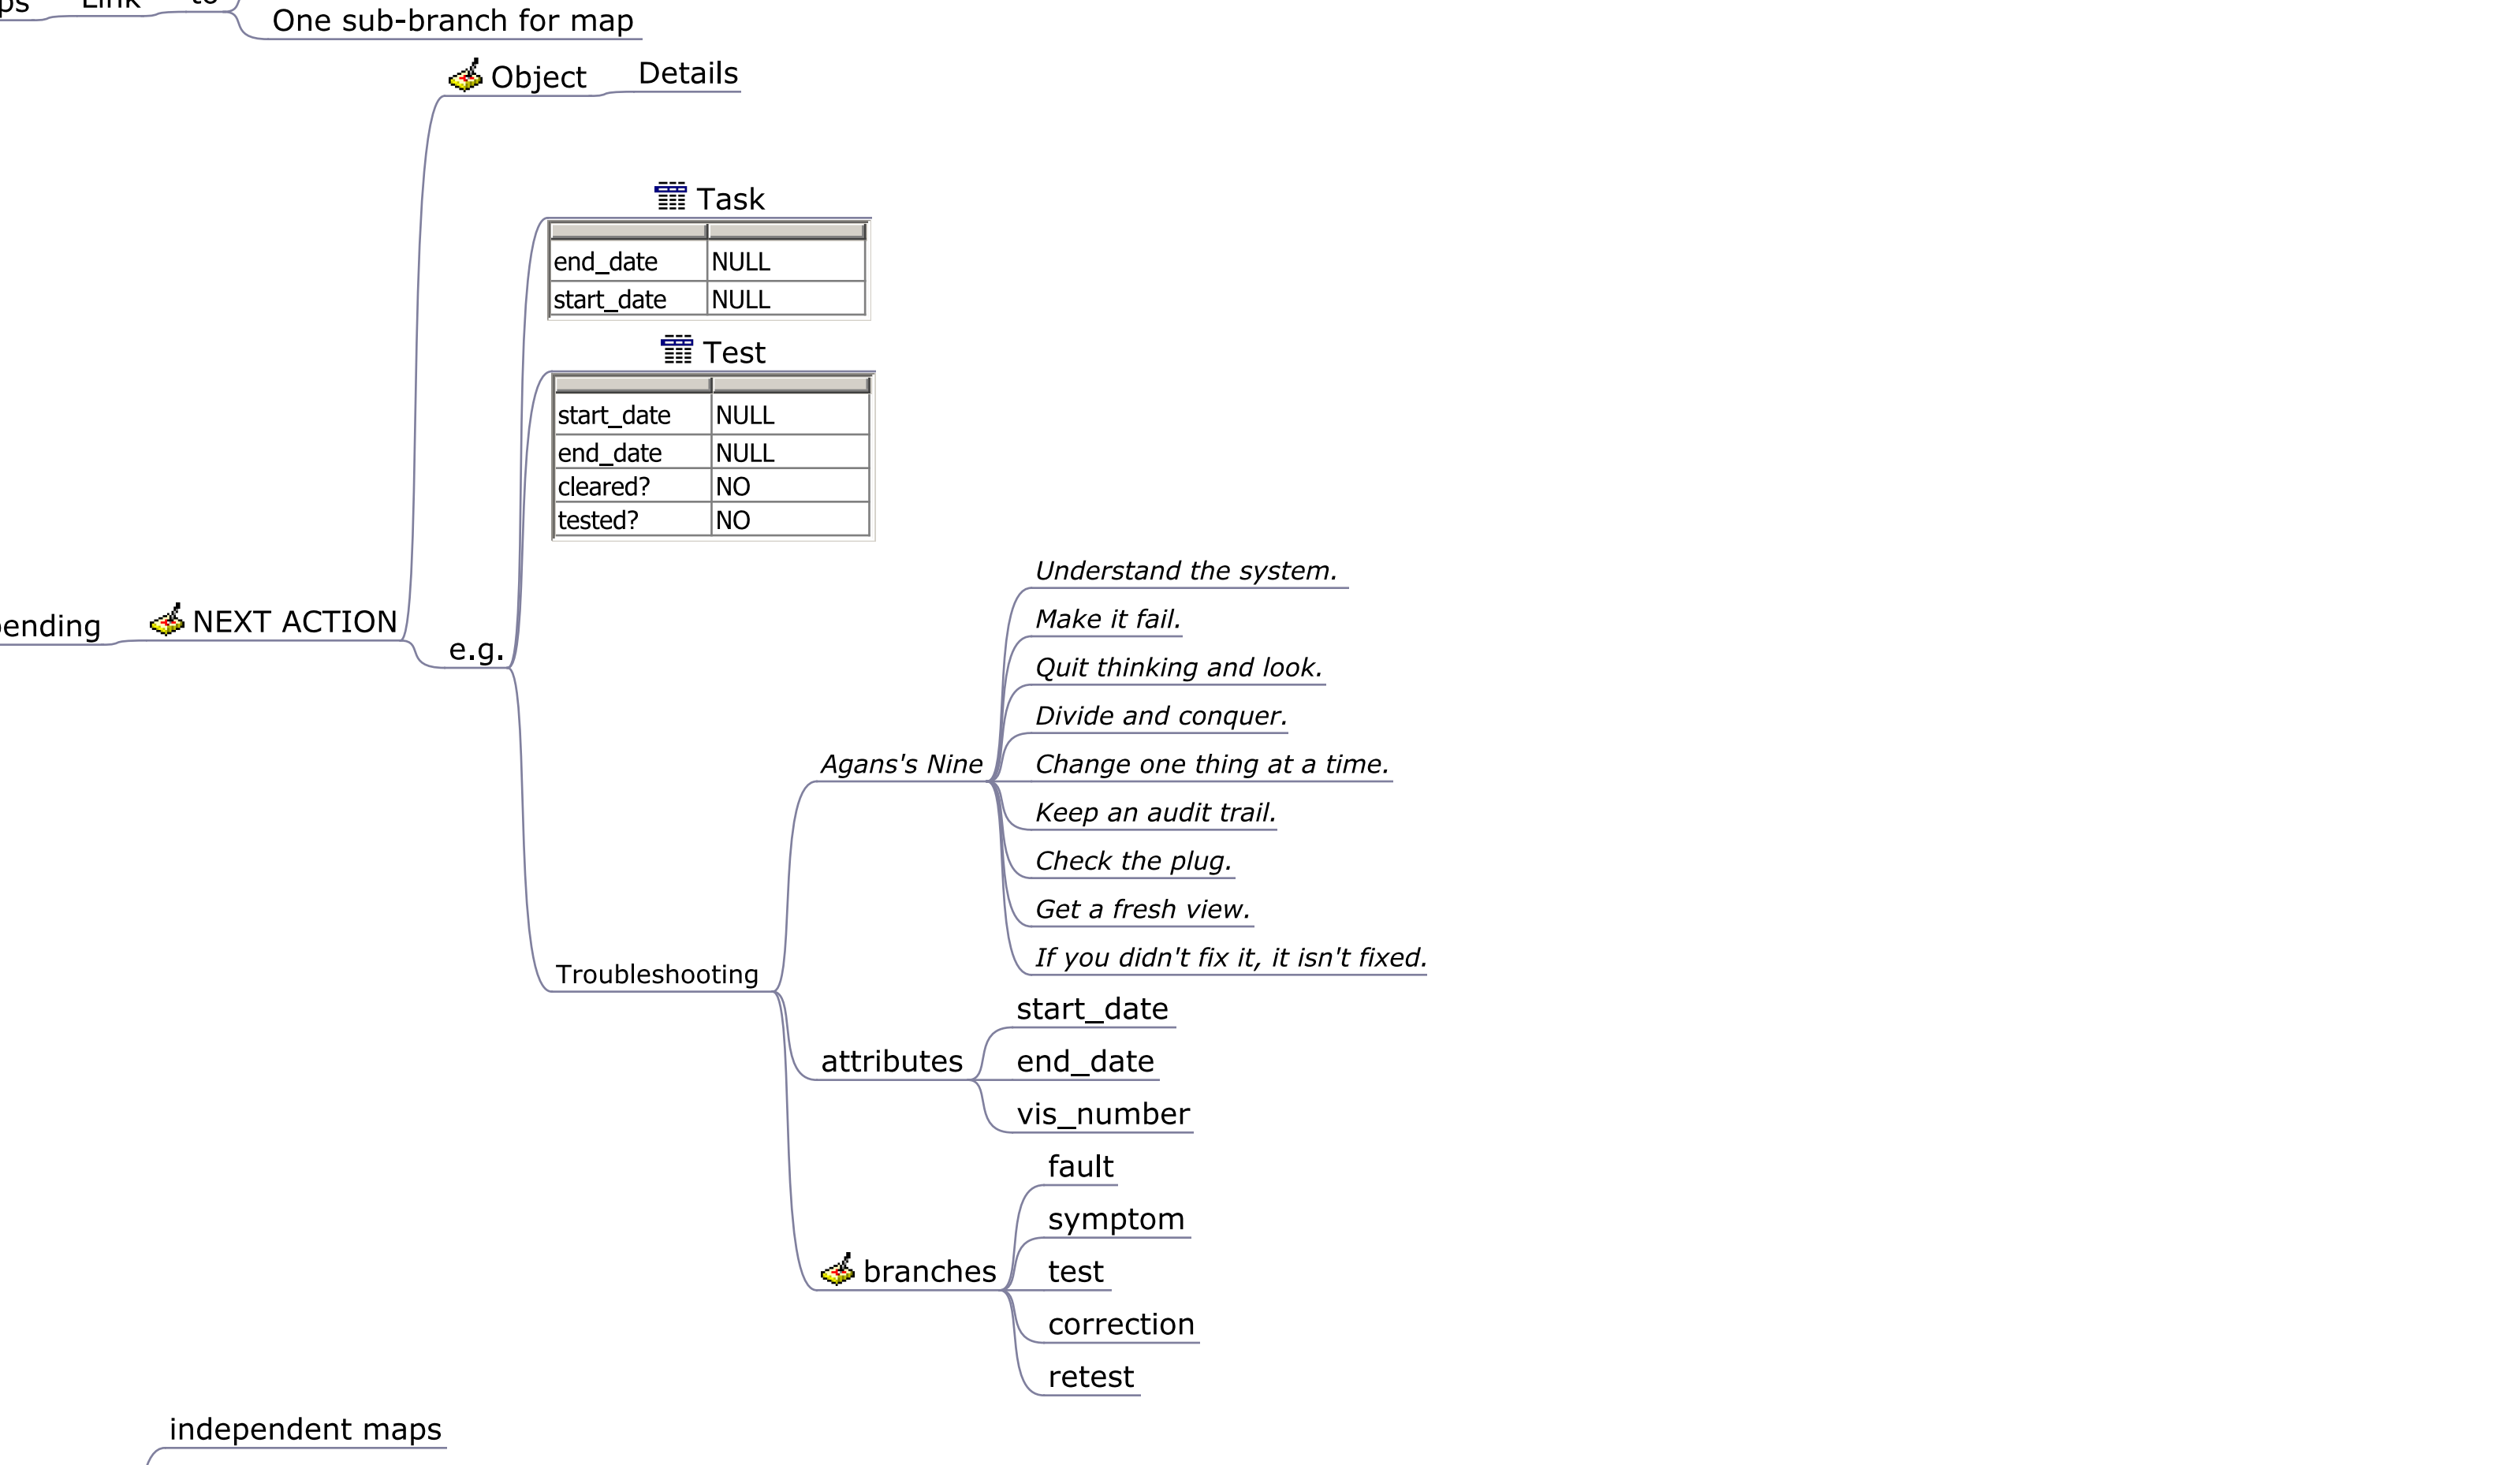 Link
to
One sub-branch for map
Object
Details
Task
end_date NULL
start_date NULL
Test
start_date NULL
end_date NULL
cleared? NO
tested? NO
NEXT ACTION
e.g.
Troubleshooting
Agans's Nine
Understand the system.
Make it fail.
Quit thinking and look.
Divide and conquer.
Change one thing at a time.
Keep an audit trail.
Check the plug.
Get a fresh view.
If you didn't fix it, it isn't fixed.
attributes
start_date
end_date
vis_number
branches
fault
symptom
test
correction
retest
independent maps